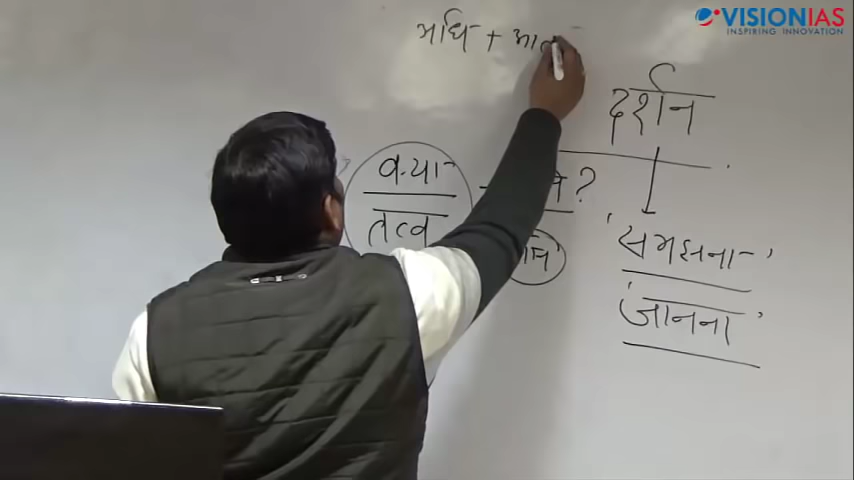 VISIONIAS
INSPIRING INNOVATION
अधि + आ
दर्शन
क्या
?
तत्व
'समझना'
'जानना'